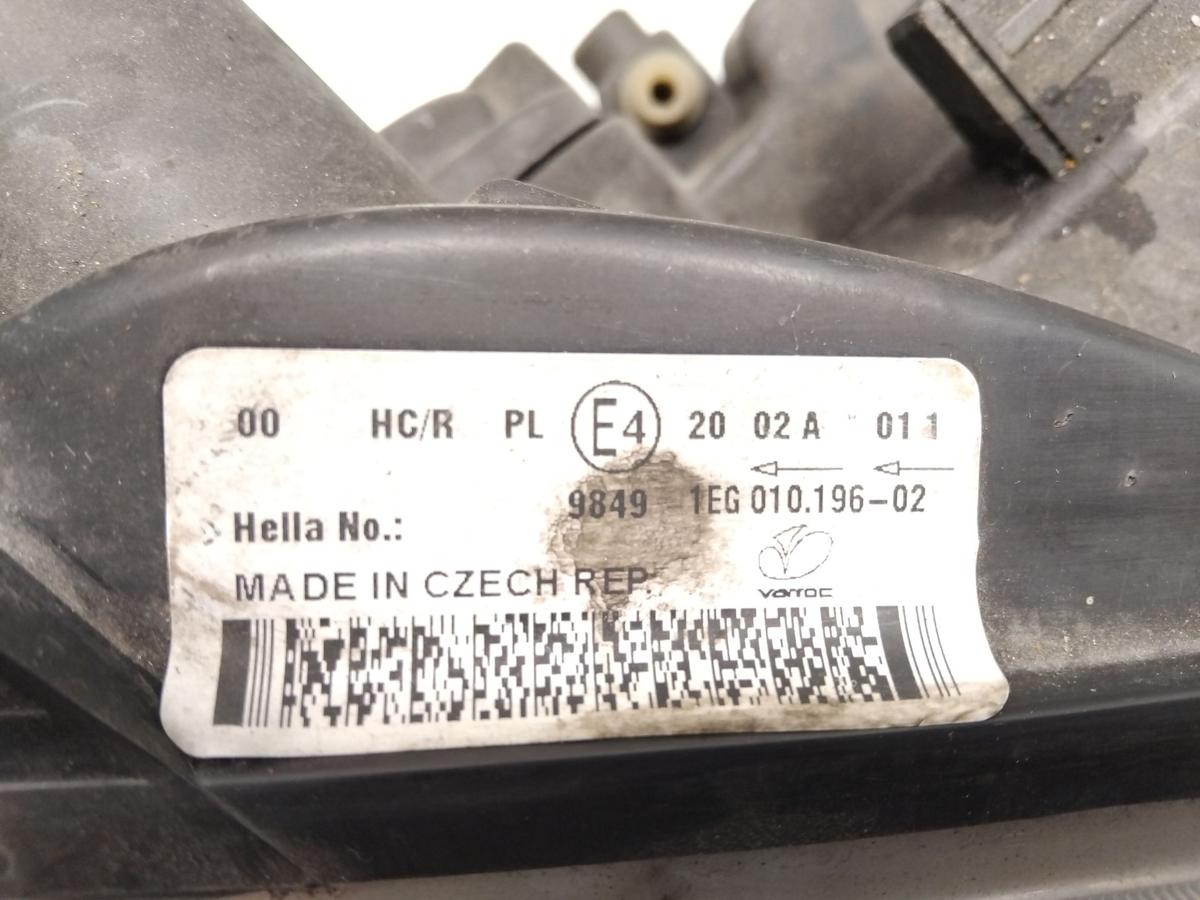 00 HC/R PL E4 20 02 A 01 1
9849 1EG 010.196-02
Hella No.:
MADE IN CZECH REP.
varroc